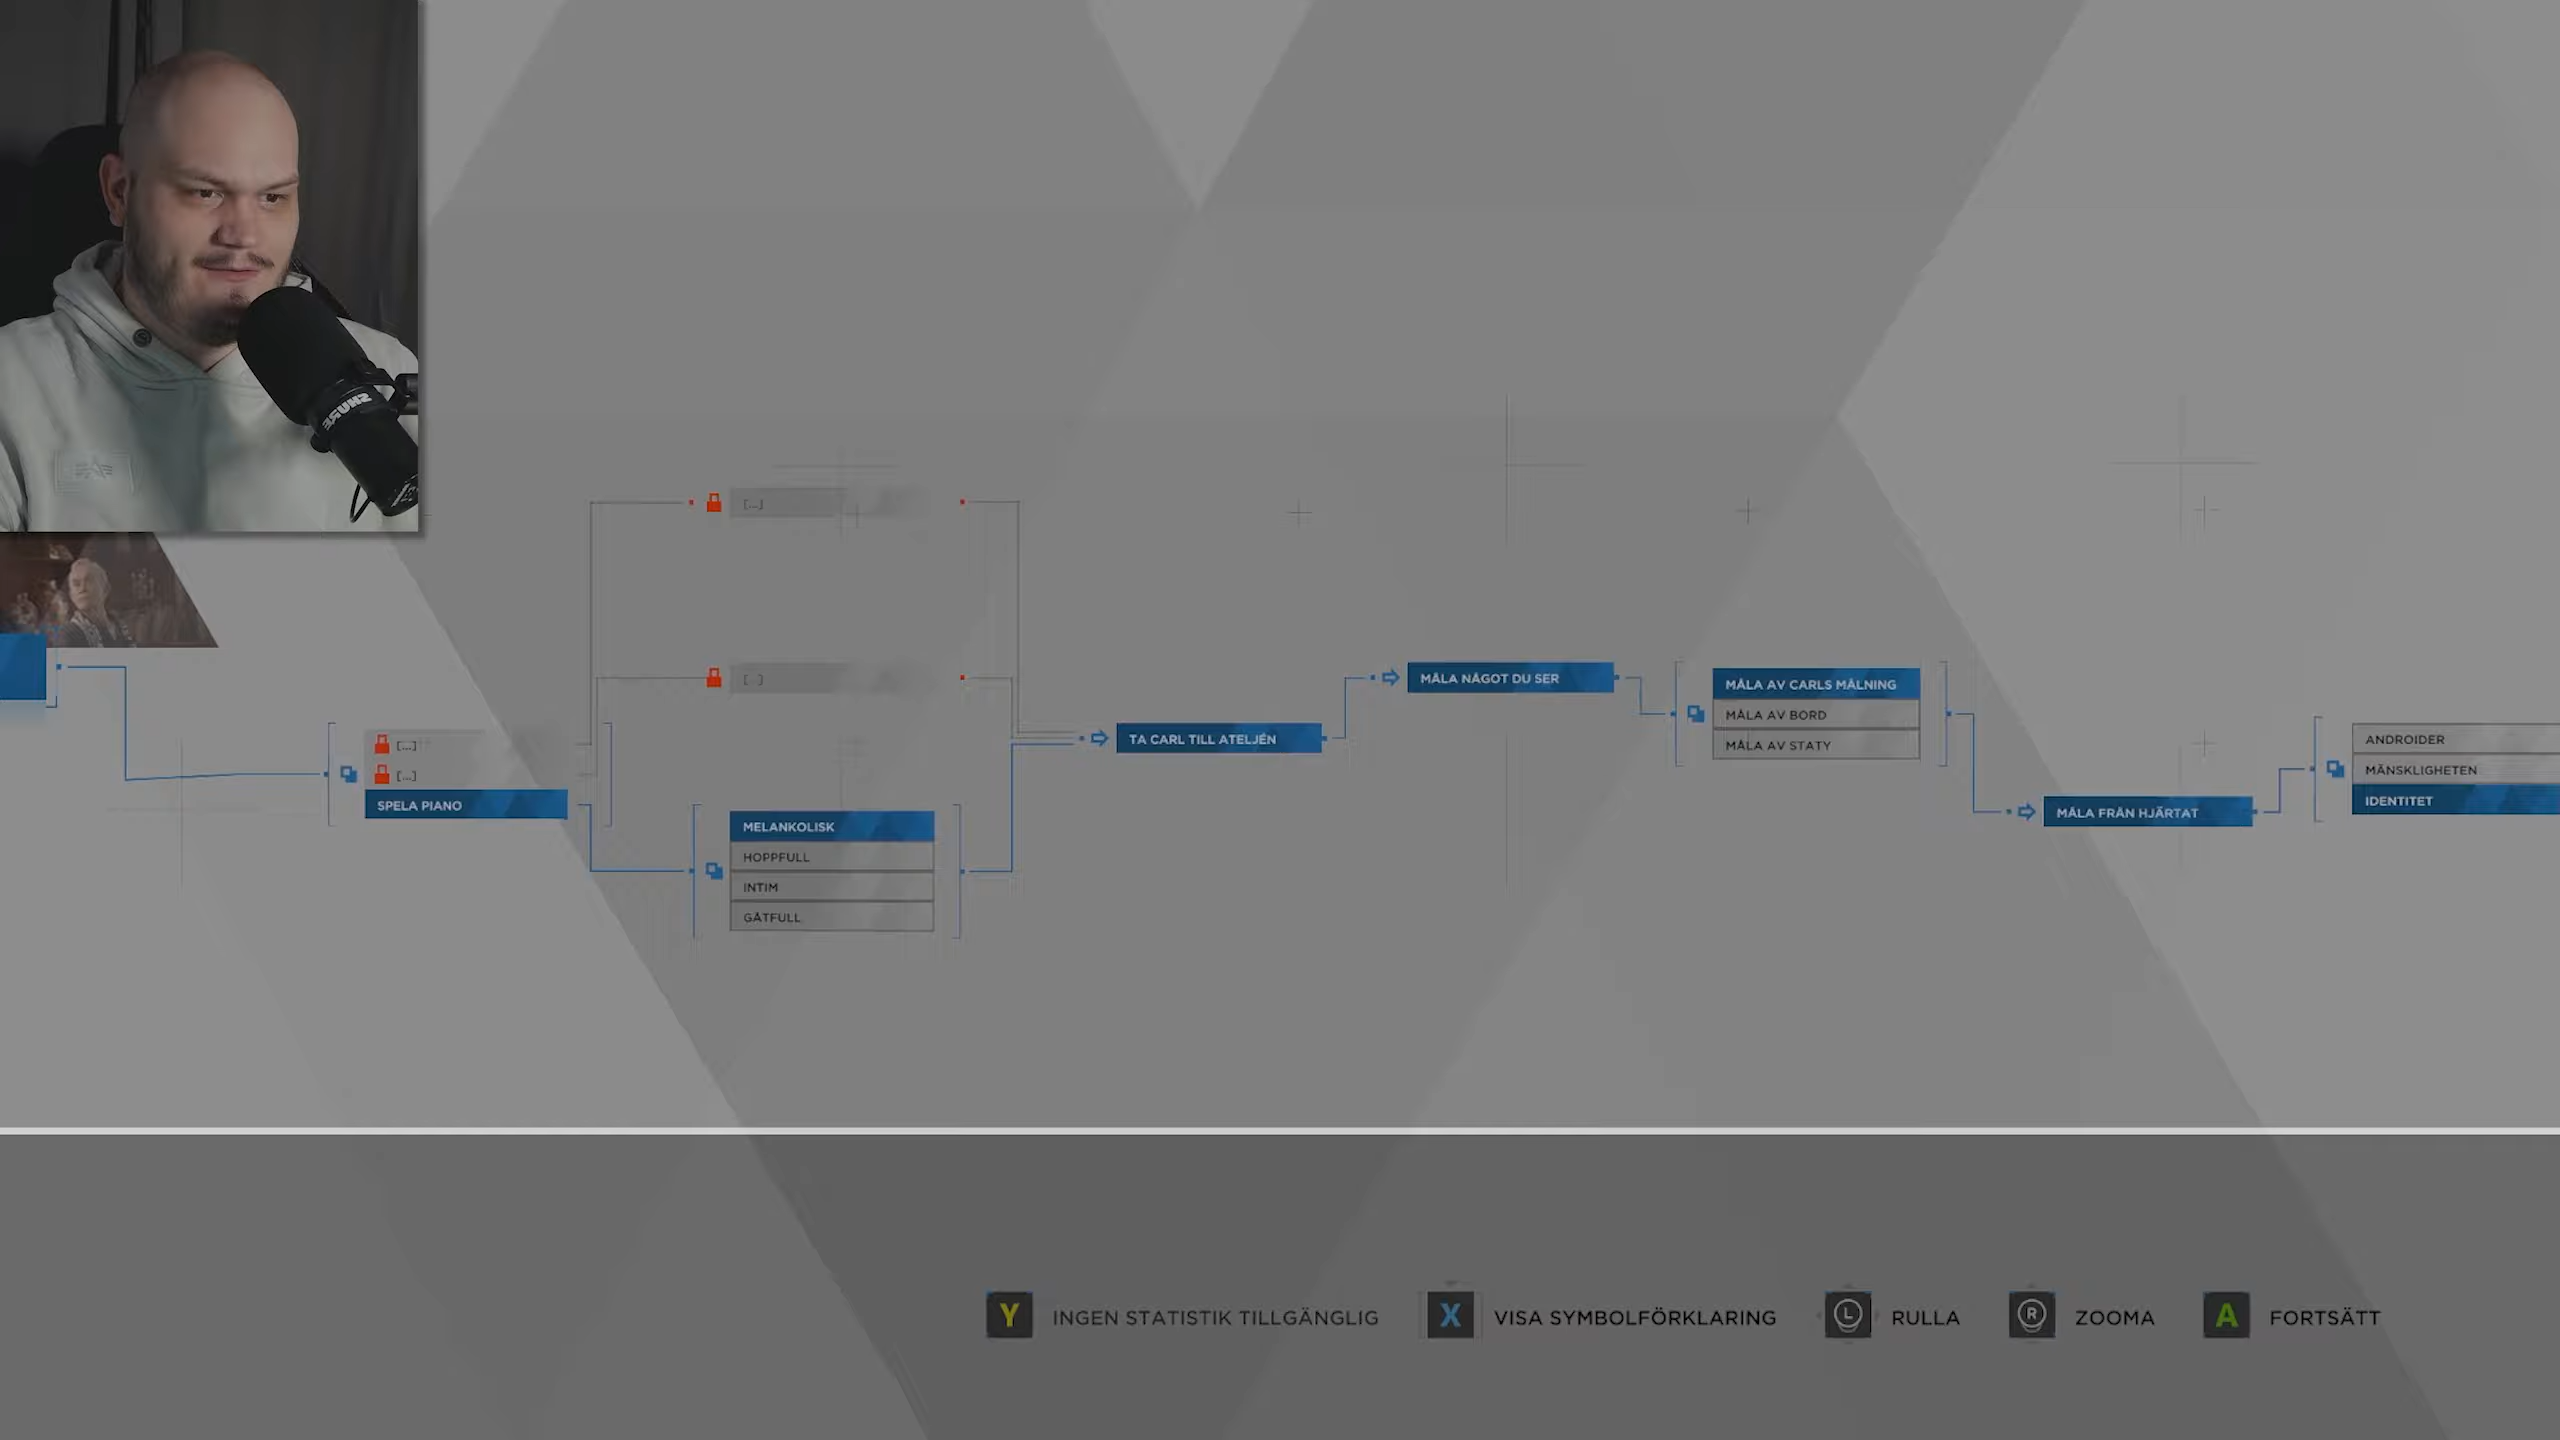 SHURE
[...]
[...]
[...]
[...]
SPELA PIANO
MELANKOLISK
HOPPFULL
INTIM
GÅTFULL
TA CARL TILL ATELJÉN
MÅLA NÅGOT DU SER
MÅLA AV CARLS MÅLNING
MÅLA AV BORD
MÅLA AV STATY
MÅLA FRÅN HJÄRTAT
ANDROIDER
MÄNSKLIGHETEN
IDENTITET
Y INGEN STATISTIK TILLGÄNGLIG X VISA SYMBOLFÖRKLARING L RULLA R ZOOMA A FORTSÄTT